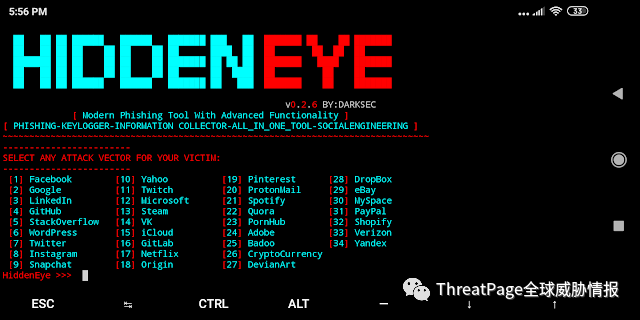 5:56 PM
33
HIDDENEYE
v0.2.6 BY:DARKSEC
[ Modern Phishing Tool With Advanced Functionality ]
[ PHISHING-KEYLOGGER-INFORMATION COLLECTOR-ALL_IN_ONE_TOOL-SOCIALENGINEERING ]
SELECT ANY ATTACK VECTOR FOR YOUR VICTIM:
[1] Facebook [10] Yahoo [19] Pinterest [28] DropBox
[2] Google [11] Twitch [20] ProtonMail [29] eBay
[3] LinkedIn [12] Microsoft [21] Spotify [30] MySpace
[4] GitHub [13] Steam [22] Quora [31] PayPal
[5] StackOverflow [14] VK [23] PornHub [32] Shopify
[6] WordPress [15] iCloud [24] Adobe [33] Verizon
[7] Twitter [16] GitLab [25] Badoo [34] Yandex
[8] Instagram [17] Netflix [26] CryptoCurrency
[9] Snapchat [18] Origin [27] DevianArt
HiddenEye >>>
ThreatPage全球威胁情报
ESC ↹ CTRL ALT — ↓ ↑